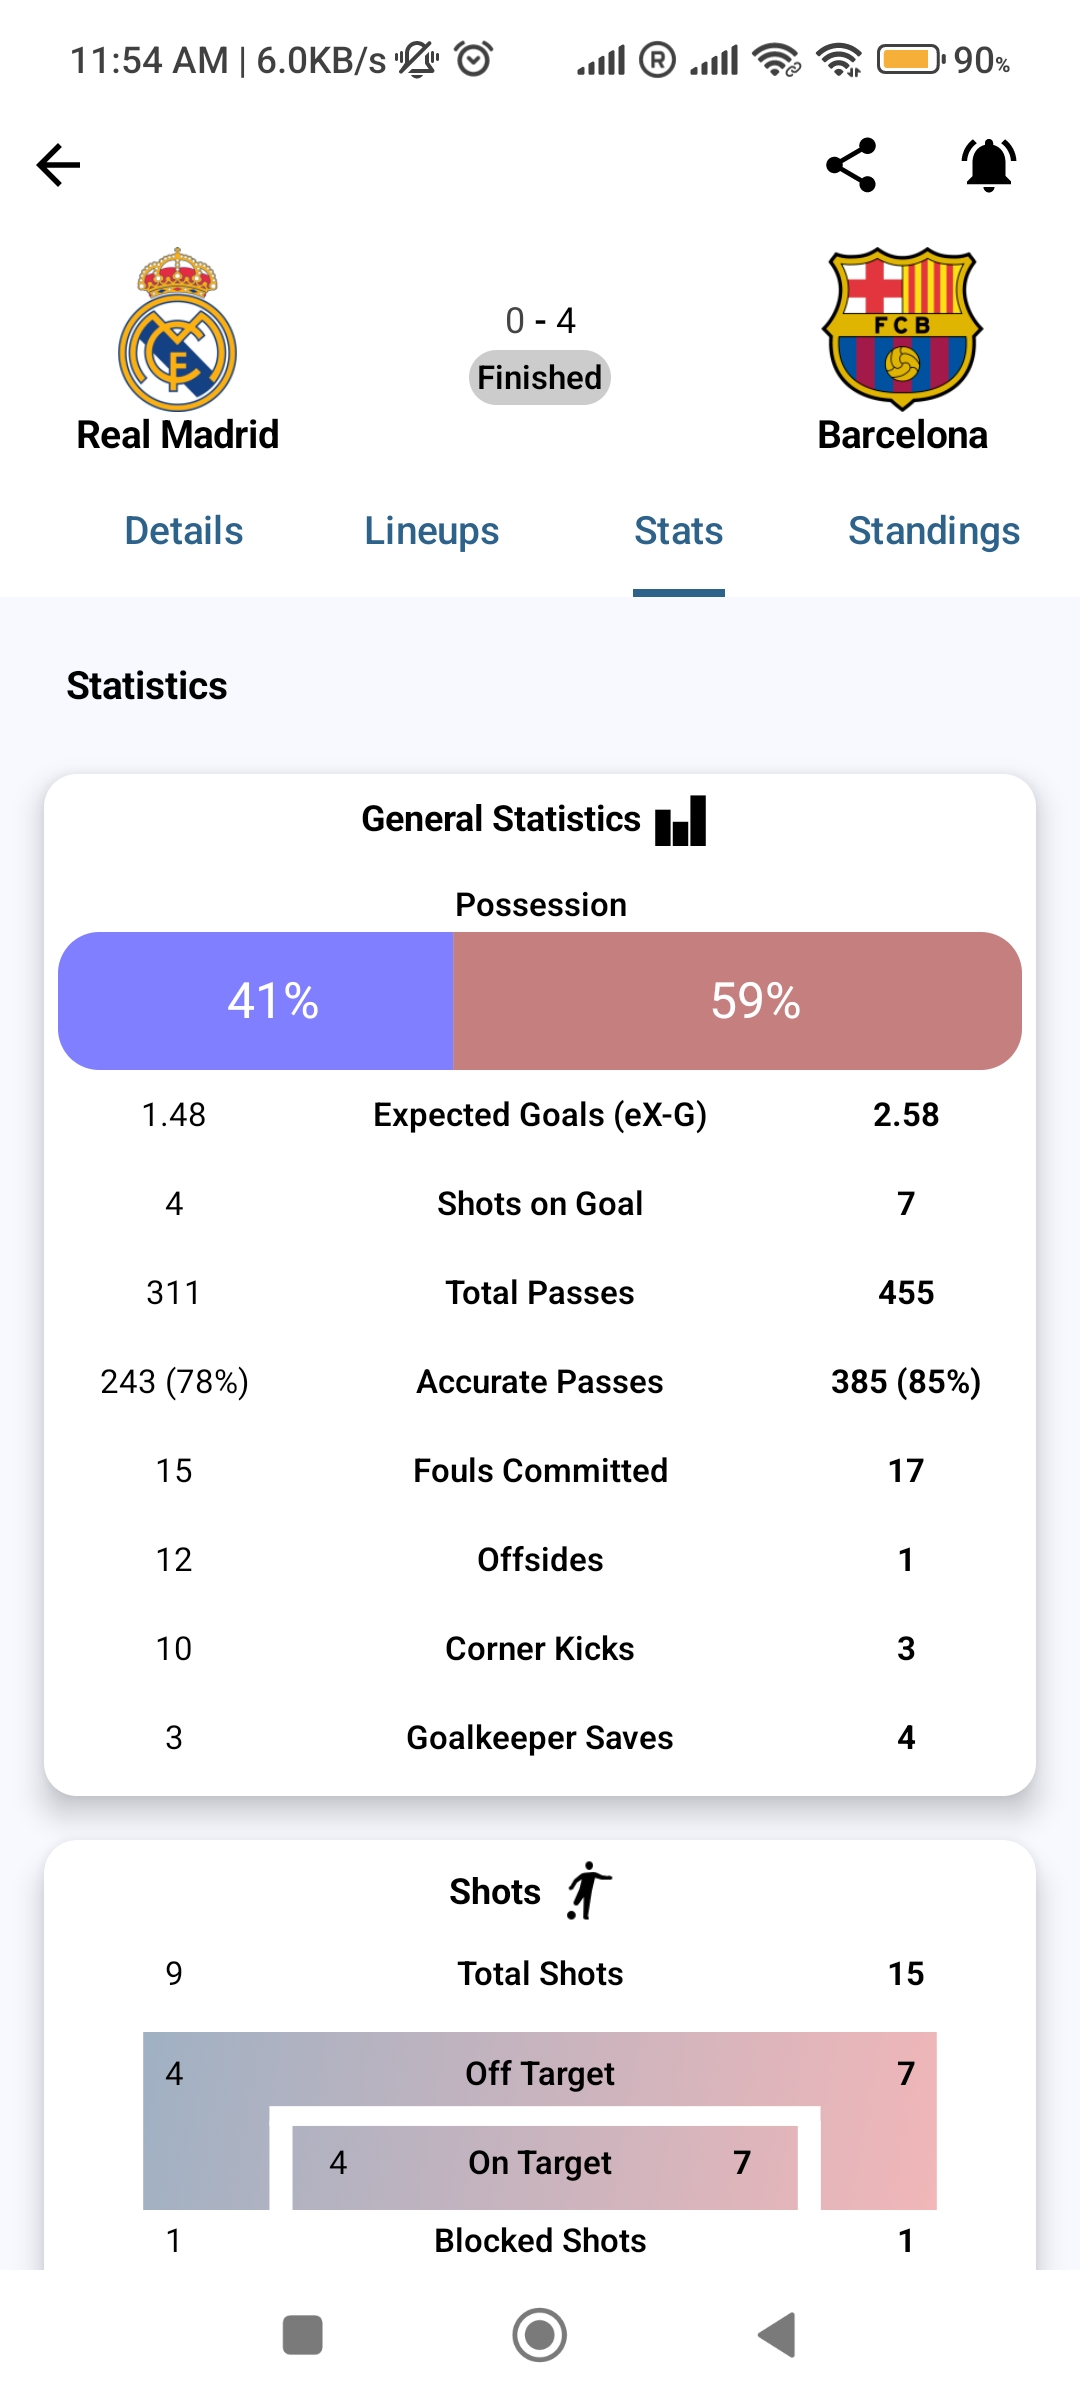 11:54 AM | 6.0KB/s R 90%
0 - 4
Finished
FCB
Real Madrid Barcelona
Details Lineups Stats Standings
Statistics
General Statistics
Possession
41% 59%
1.48 Expected Goals (eX-G) 2.58
4 Shots on Goal 7
311 Total Passes 455
243 (78%) Accurate Passes 385 (85%)
15 Fouls Committed 17
12 Offsides 1
10 Corner Kicks 3
3 Goalkeeper Saves 4
Shots
9 Total Shots 15
4 Off Target 7
4 On Target 7
1 Blocked Shots 1